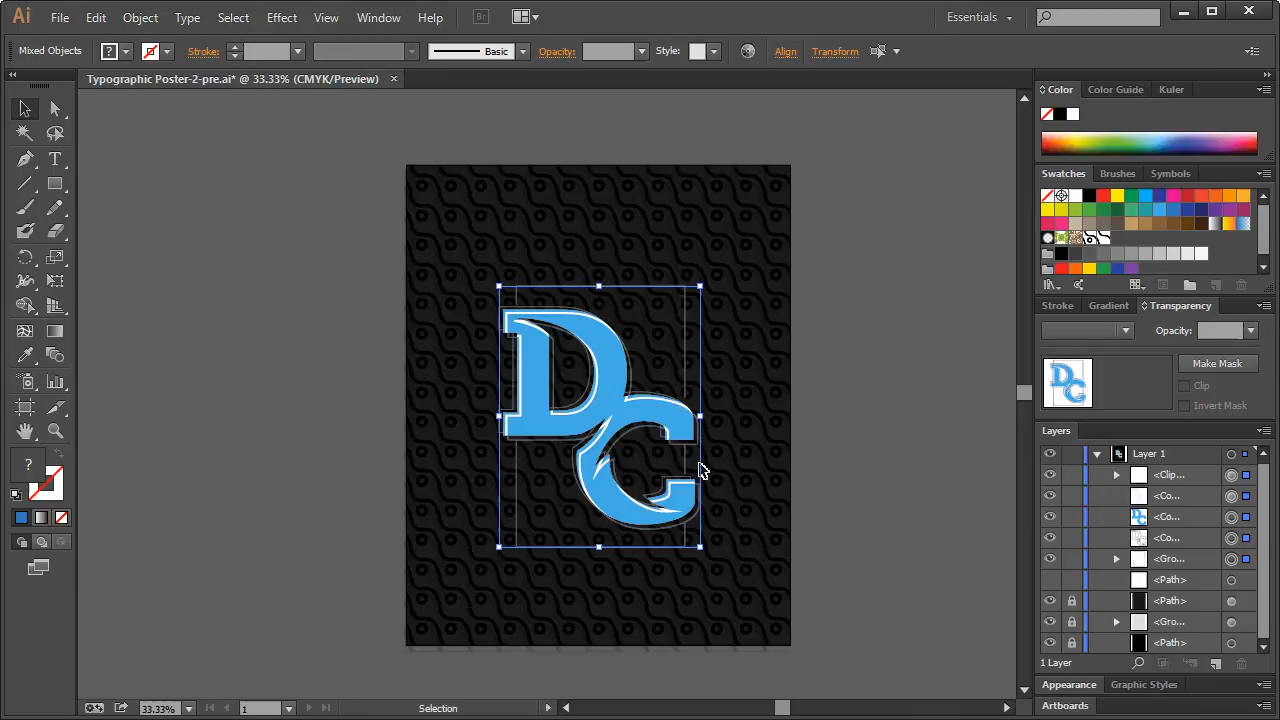 Ai File Edit Object Type Select Effect View Window Help Br Essentials
Mixed Objects ? Stroke: Basic Opacity: Style: Align Transform
Typographic Poster-2-pre.ai* @ 33.33% (CMYK/Preview) ×
Color Color Guide Kuler
Swatches Brushes Symbols
Stroke Gradient Transparency
Opacity:
Make Mask
Clip
Invert Mask
DC
Layers
Layer 1
<Clip...
<Co...
<Co...
<Co...
<Gro...
<Path>
<Path>
<Gro...
<Path>
1 Layer
Appearance Graphic Styles
Artboards
?
33.33% 1 Selection